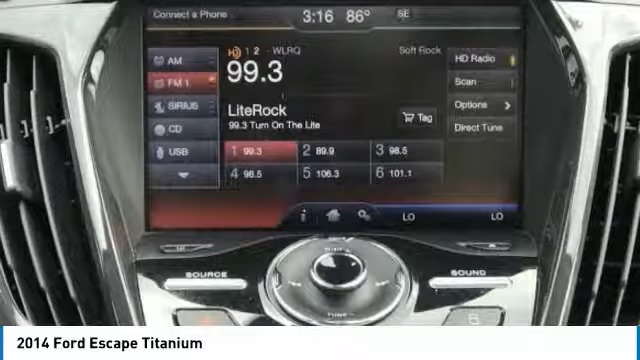 Connect a Phone 3:16 86° SE
AM
FM 1
SIRIUS
CD
USB
HD 1 2 - WLRQ Soft Rock
99.3
LiteRock
99.3 Turn On The Lite
Tag
HD Radio
Scan
Options
Direct Tune
1 99.3 2 89.9 3 98.5
4 96.5 5 106.3 6 101.1
i LO LO
SOURCE SOUND
TUNE
2014 Ford Escape Titanium